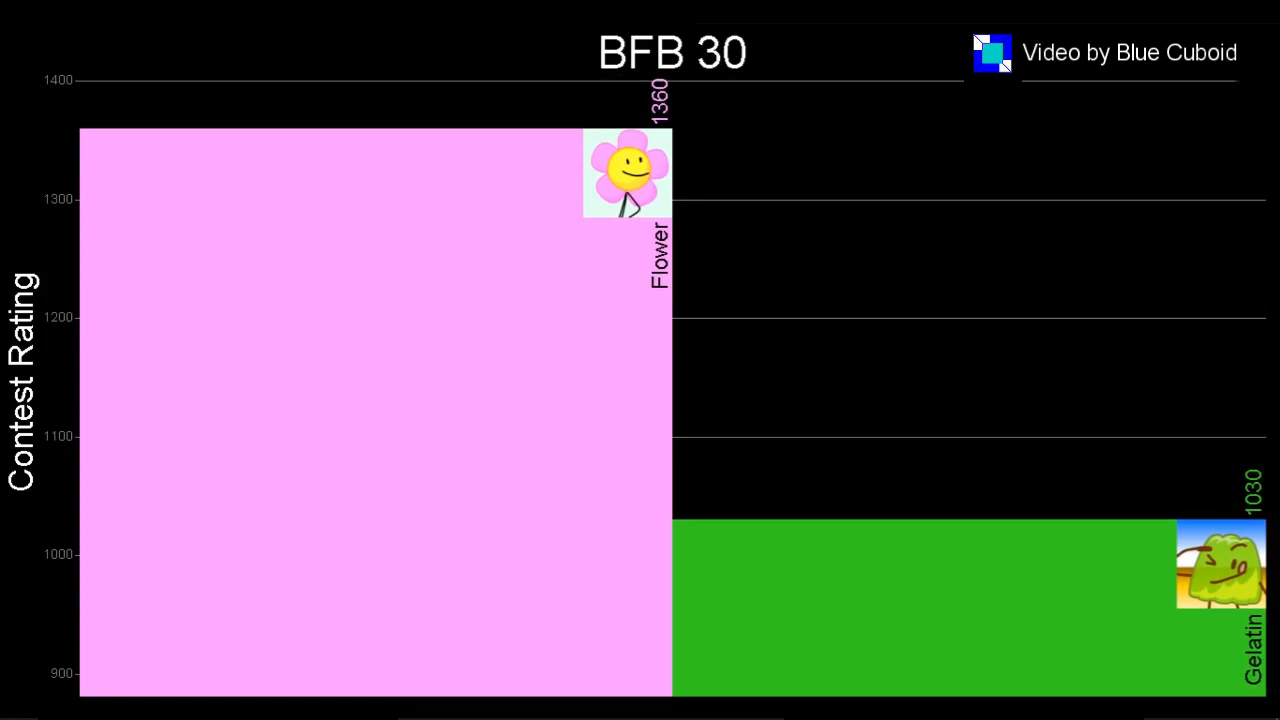 BFB 30
Video by Blue Cuboid
Contest Rating
1400
1300
1200
1100
1000
900
1360
Flower
1030
Gelatin